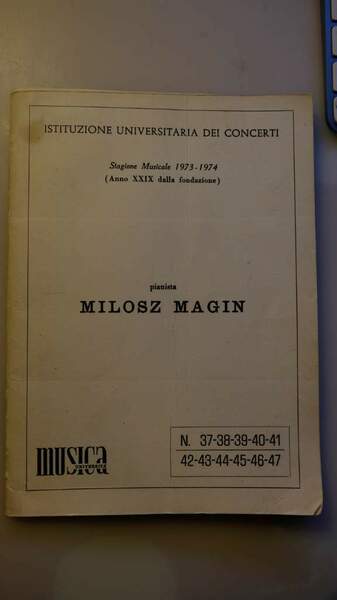 ISTITUZIONE UNIVERSITARIA DEI CONCERTI
Stagione Musicale 1973-1974
(Anno XXIX dalla fondazione)
pianista
MILOSZ MAGIN
musica
UNIVERSITÀ
N. 37-38-39-40-41
42-43-44-45-46-47